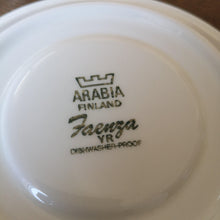 ARABIA
FINLAND
Faenza
YR
DISHWASHER-PROOF